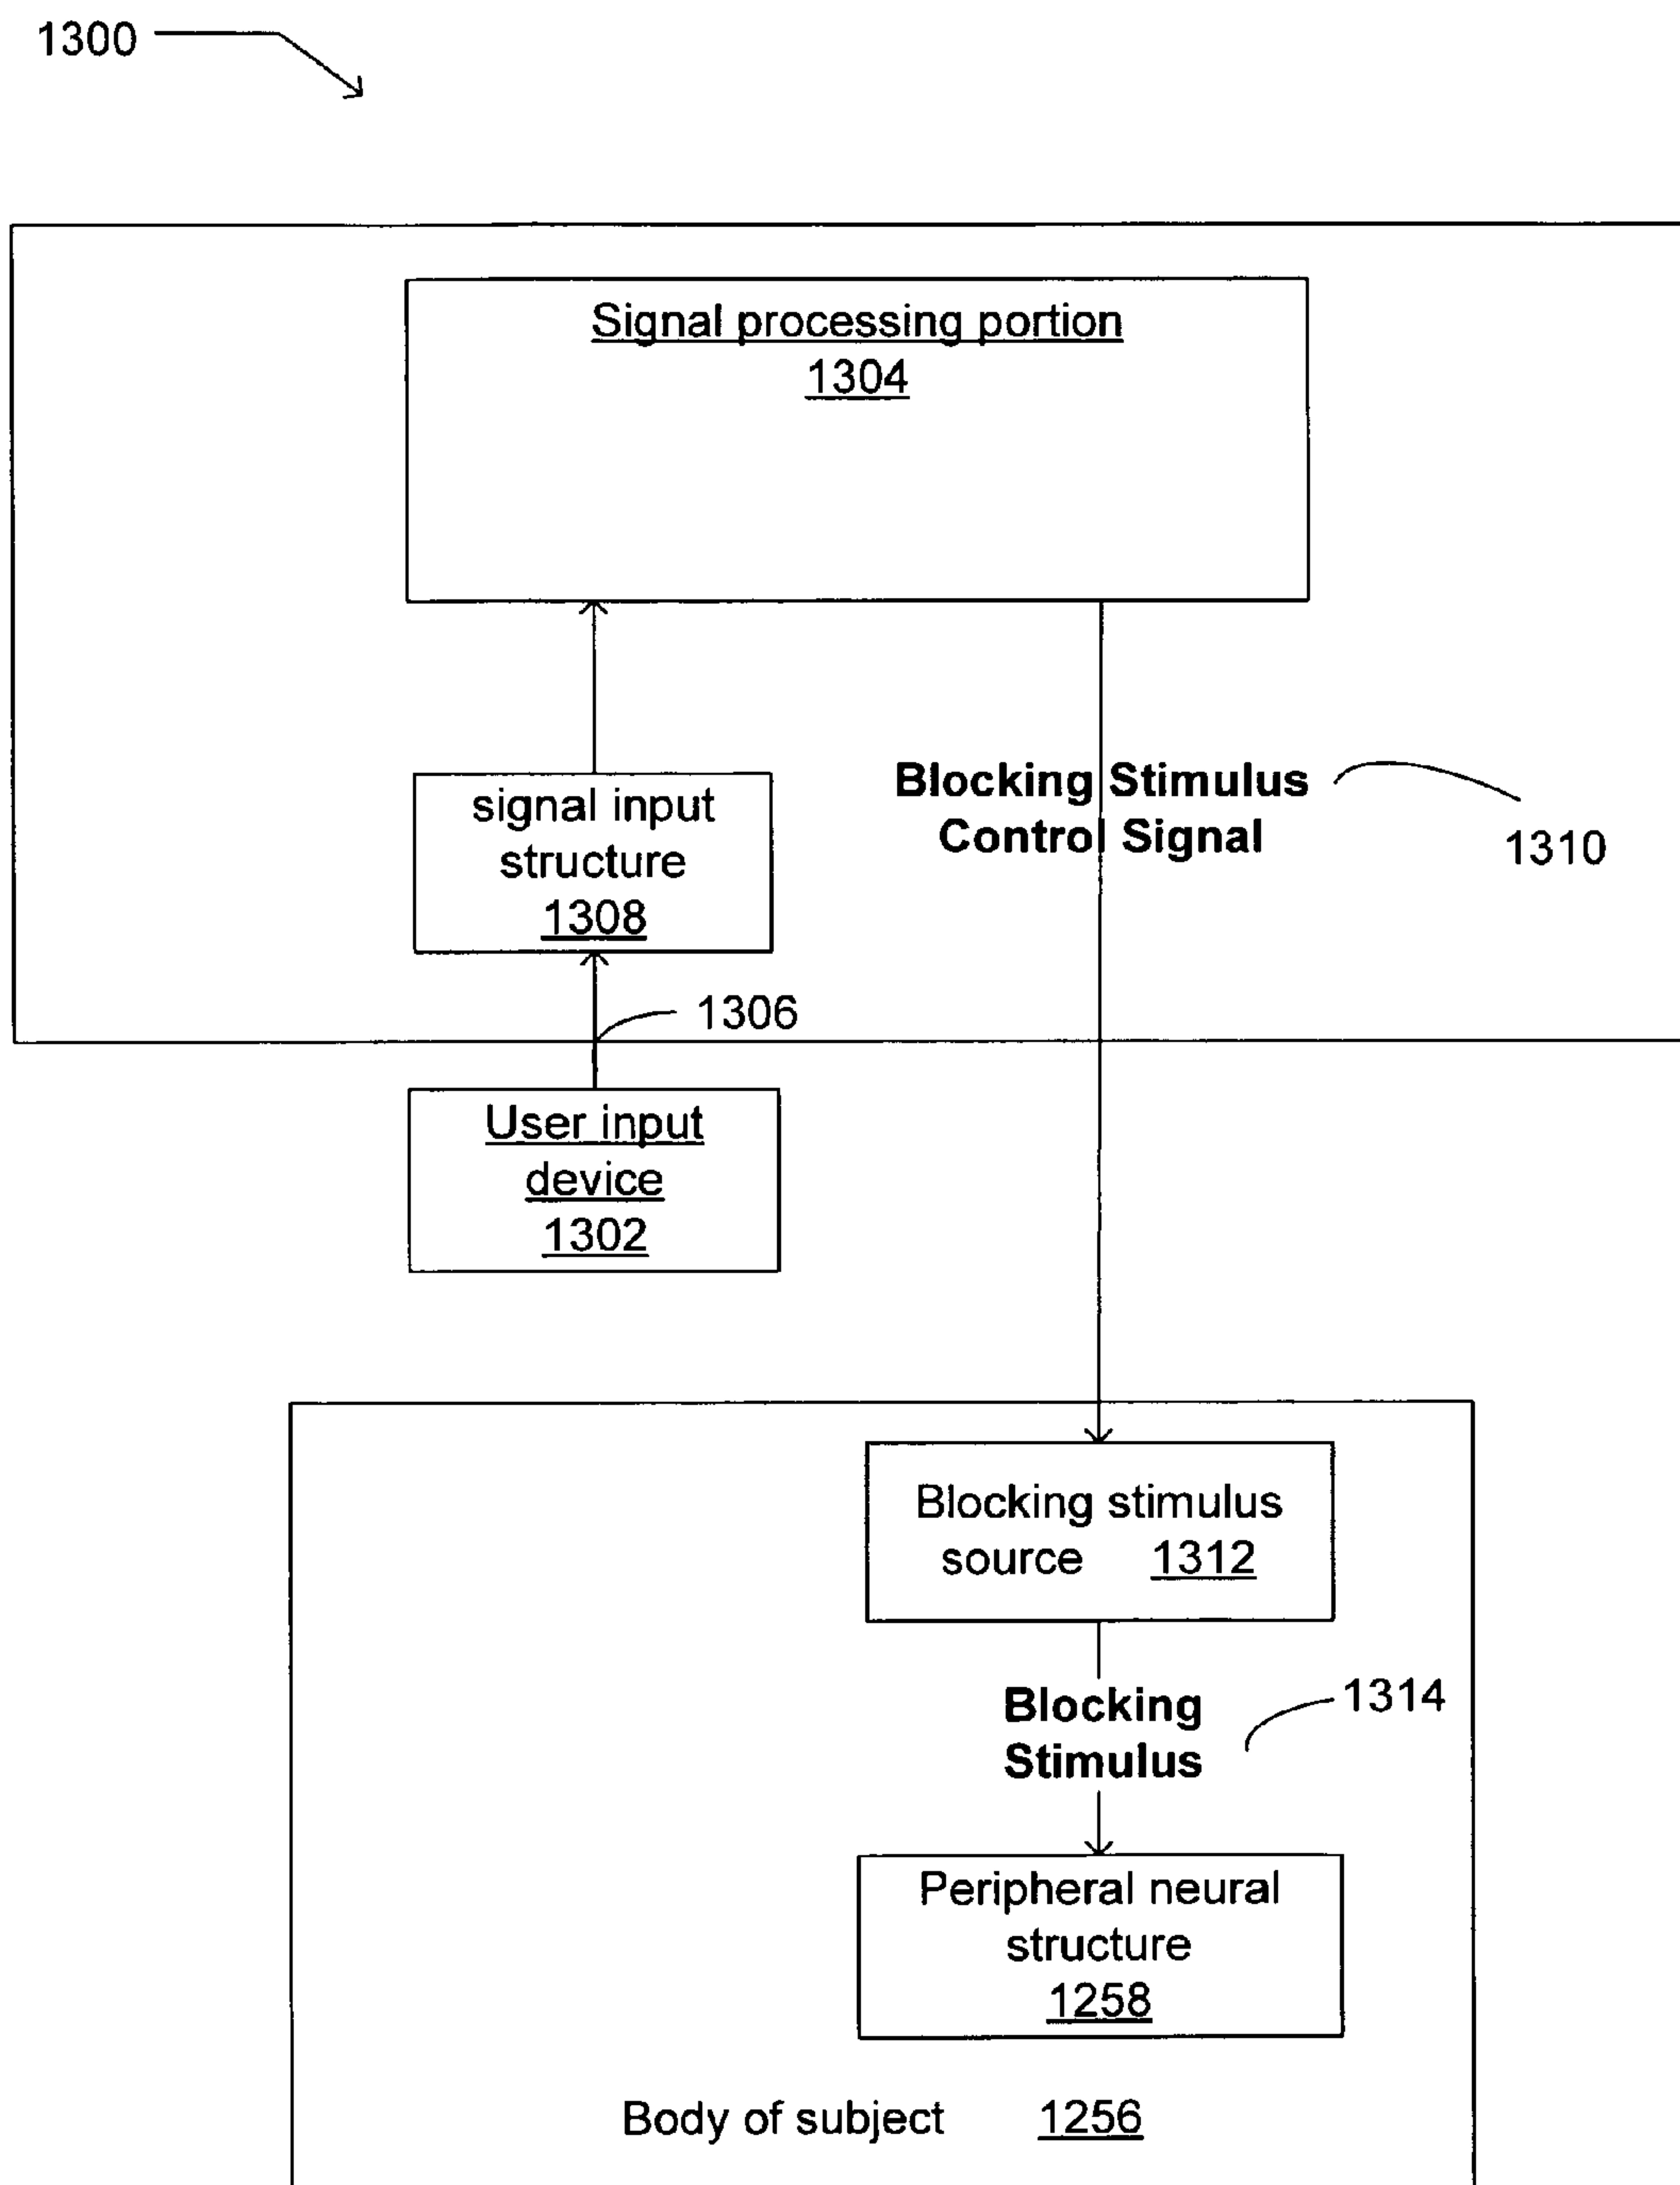 1300
Signal processing portion
1304
signal input
structure
1308
Blocking Stimulus
Control Signal
1310
1306
User input
device
1302
Blocking stimulus
source 1312
Blocking
Stimulus
1314
Peripheral neural
structure
1258
Body of subject 1256